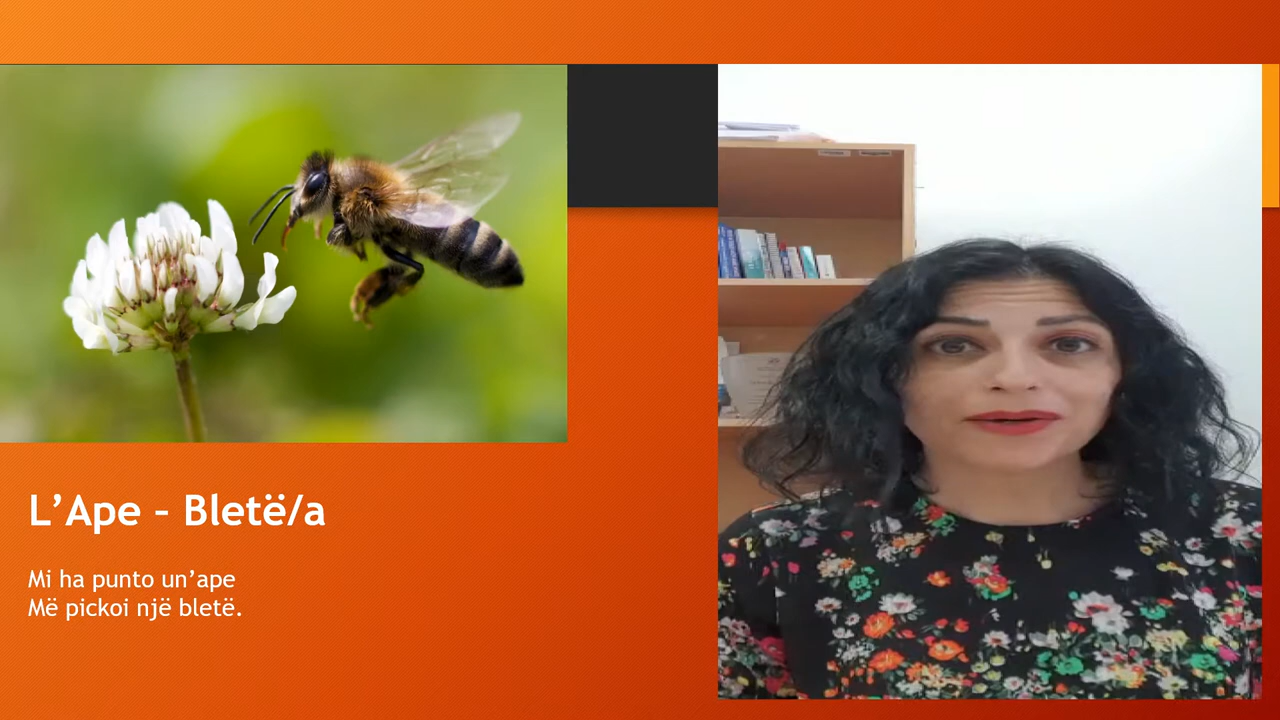 L’Ape – Bletë/a
Mi ha punto un’ape
Më pickoi një bletë.